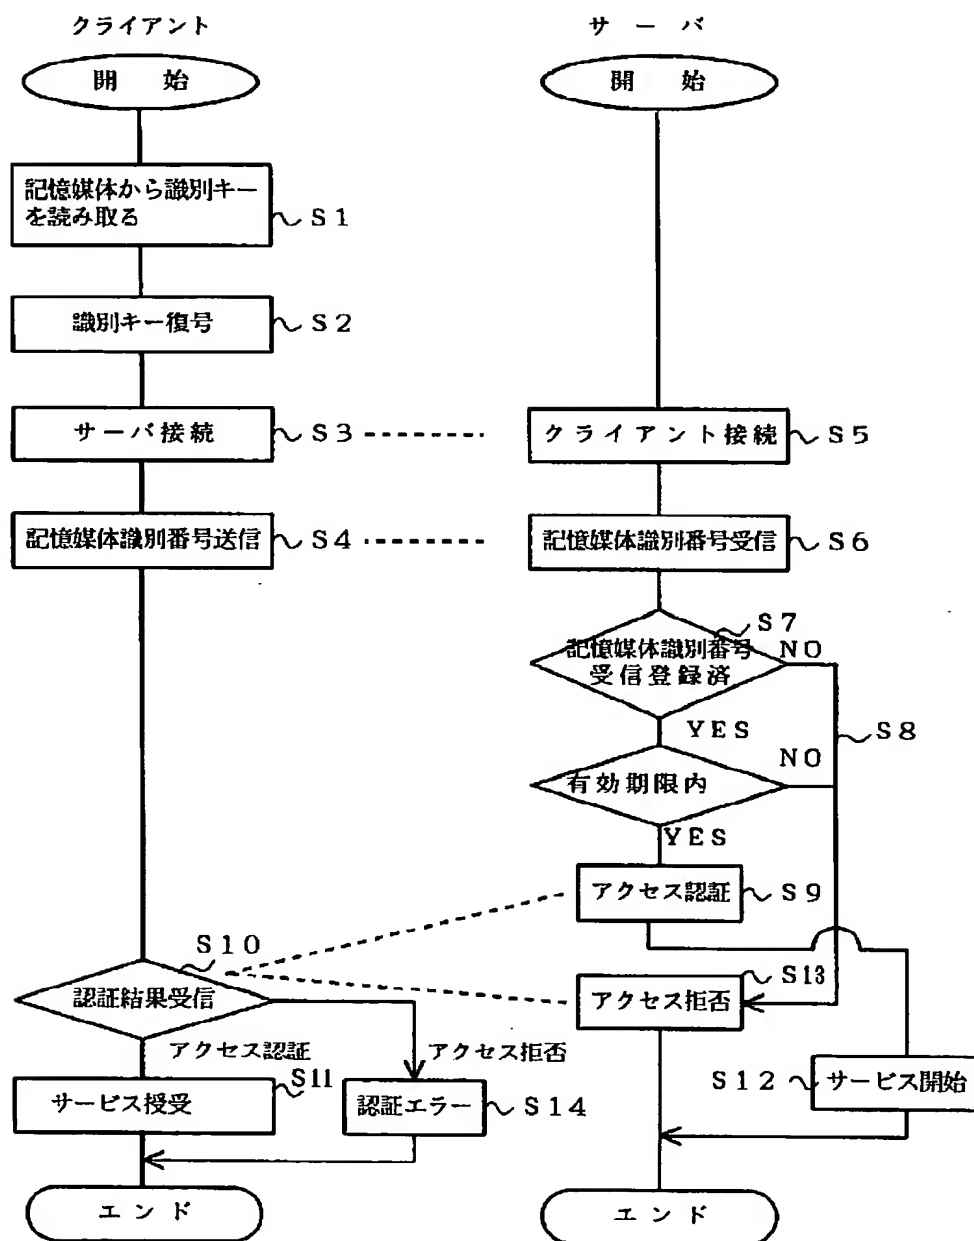 クライアント
サーバ
開始
開始
記憶媒体から識別キー
を読み取る
S1
識別キー復号
S2
サーバ接続
S3
クライアント接続
S5
記憶媒体識別番号送信
S4
記憶媒体識別番号受信
S6
S7
記憶媒体識別番号
受信登録済
NO
YES
S8
有効期限内
NO
YES
アクセス認証
S9
S10
認証結果受信
S13
アクセス拒否
アクセス認証
アクセス拒否
S11
サービス授受
認証エラー
S14
S12
サービス開始
エンド
エンド